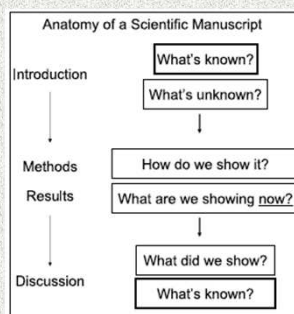 Anatomy of a Scientific Manuscript
What's known?
Introduction
What's unknown?
How do we show it?
Methods
Results
What are we showing now?
What did we show?
Discussion
What's known?